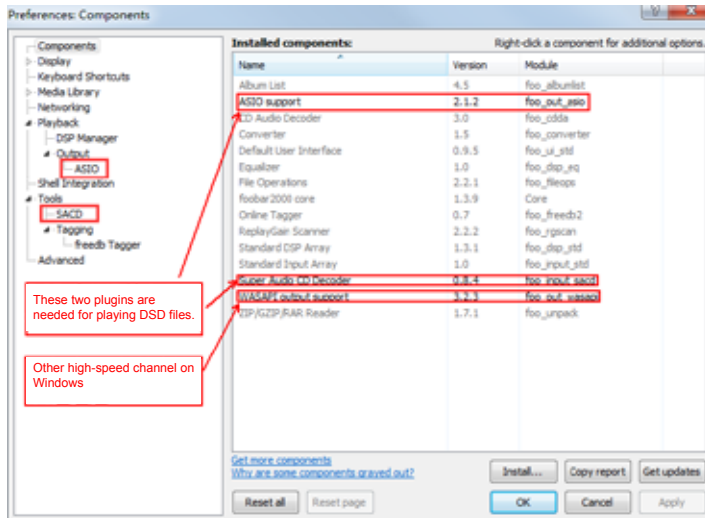 Preferences: Components
Components
Display
Keyboard Shortcuts
Media Library
Networking
Playback
DSP Manager
Output
ASIO
Shell Integration
Tools
SACD
Tagging
freedb Tagger
Advanced
Installed components:
Right-click a component for additional options.
Name Version Module
Album List 4.5 foo_albumlist
ASIO support 2.1.2 foo_out_asio
CD Audio Decoder 3.0 foo_cdda
Converter 1.5 foo_converter
Default User Interface 0.9.5 foo_ui_std
Equalizer 1.0 foo_dsp_eq
File Operations 2.2.1 foo_fileops
foobar2000 core 1.3.9 Core
Online Tagger 0.7 foo_freedb2
ReplayGain Scanner 2.2.2 foo_rgscan
Standard DSP Array 1.3.1 foo_dsp_std
Standard Input Array 1.0 foo_input_std
Super Audio CD Decoder 0.8.4 foo_input_sacd
WASAPI output support 3.2.3 foo_out_wasapi
ZIP/GZIP/RAR Reader 1.7.1 foo_unpack
These two plugins are
needed for playing DSD files.
Other high-speed channel on
Windows
Get more components
Why are some components grayed out?
Install... Copy report Get updates
Reset all Reset page OK Cancel Apply